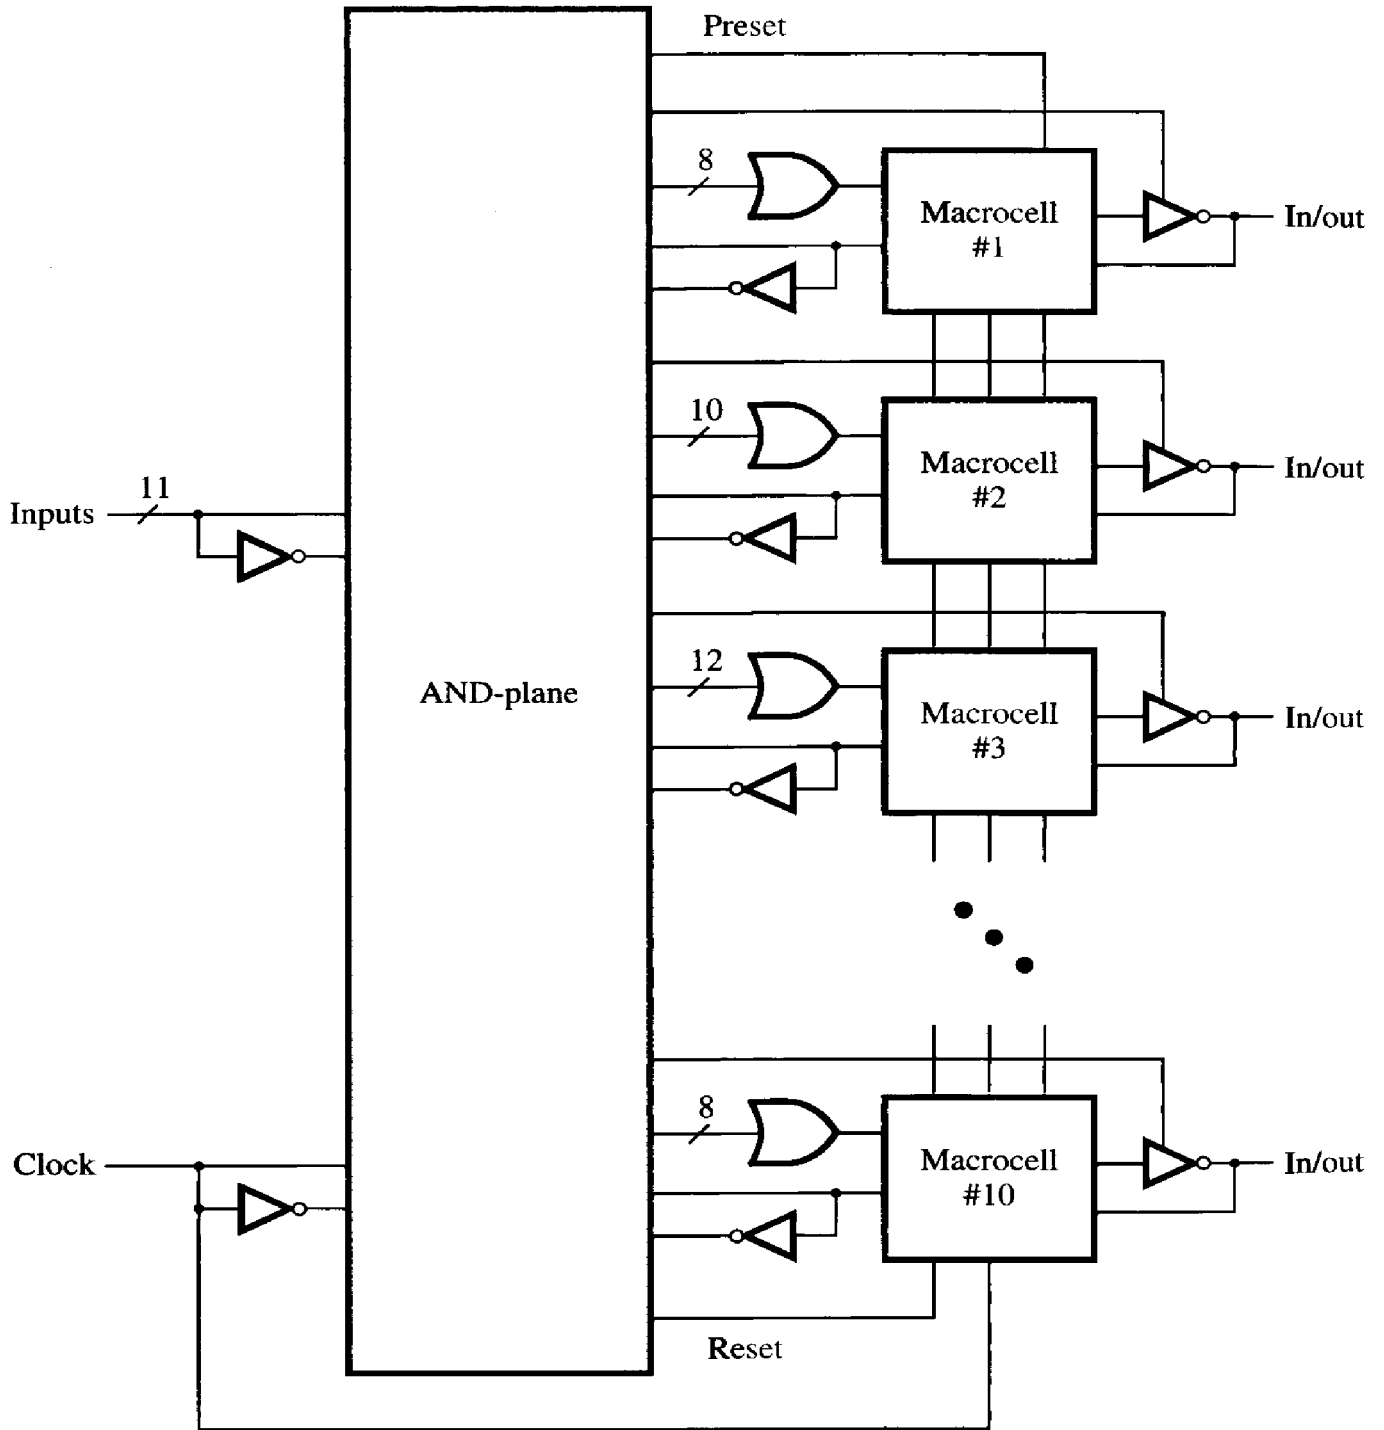 Preset
8
Macrocell
#1
In/out
10
Macrocell
#2
In/out
11
Inputs
12
AND-plane
Macrocell
#3
In/out
8
Clock
Macrocell
#10
In/out
Reset